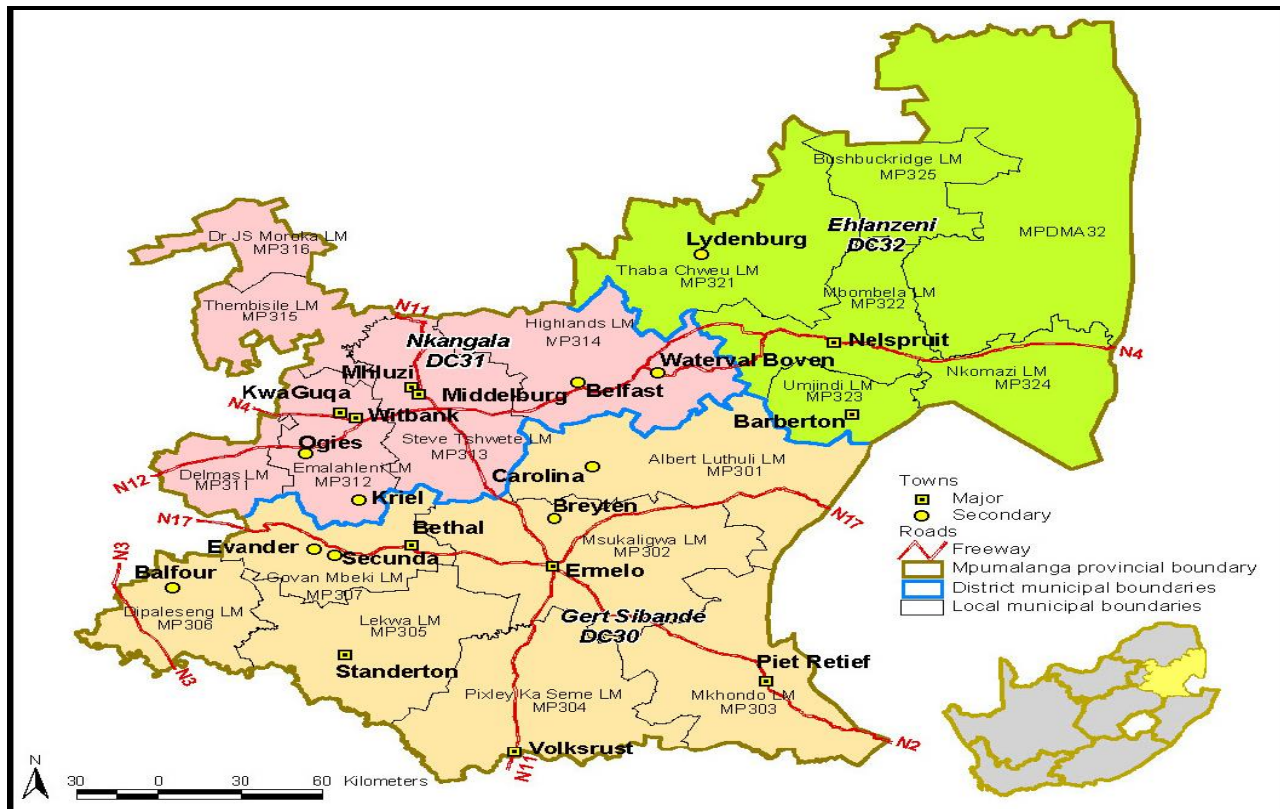 Bushbuckridge LM
MP325
Dr JS Moroka LM
MP316
Ehlanzeni
DC32
MPDMA32
Lydenburg
Thaba Chweu LM
MP321
Mbombela LM
MP322
Thembisile LM
MP315
N11
Highlands LM
MP314
Nkangala
DC31
Nelspruit
N4
Waterval Boven
Nkomazi LM
MP324
Mhluzi
Middelburg
Belfast
Umjindi LM
MP323
KwaGuqa
N4
Witbank
Barberton
Ogies
Steve Tshwete LM
MP313
Emalahleni LM
MP312
Delmas LM
MP311
N12
Albert Luthuli LM
MP301
Carolina
Kriel
Breyten
N17
N17
Bethal
Msukaligwa LM
MP302
Evander
Secunda
Ermelo
N3
Balfour
Govan Mbeki LM
MP307
Dipaleseng LM
MP306
Lekwa LM
MP305
Gert Sibande
DC30
Standerton
N3
Piet Retief
Pixley Ka Seme LM
MP304
Mkhondo LM
MP303
N2
Volksrust
N11
Towns
Major
Secondary
Roads
Freeway
Mpumalanga provincial boundary
District municipal boundaries
Local municipal boundaries
N
30 0 30 60 Kilometers